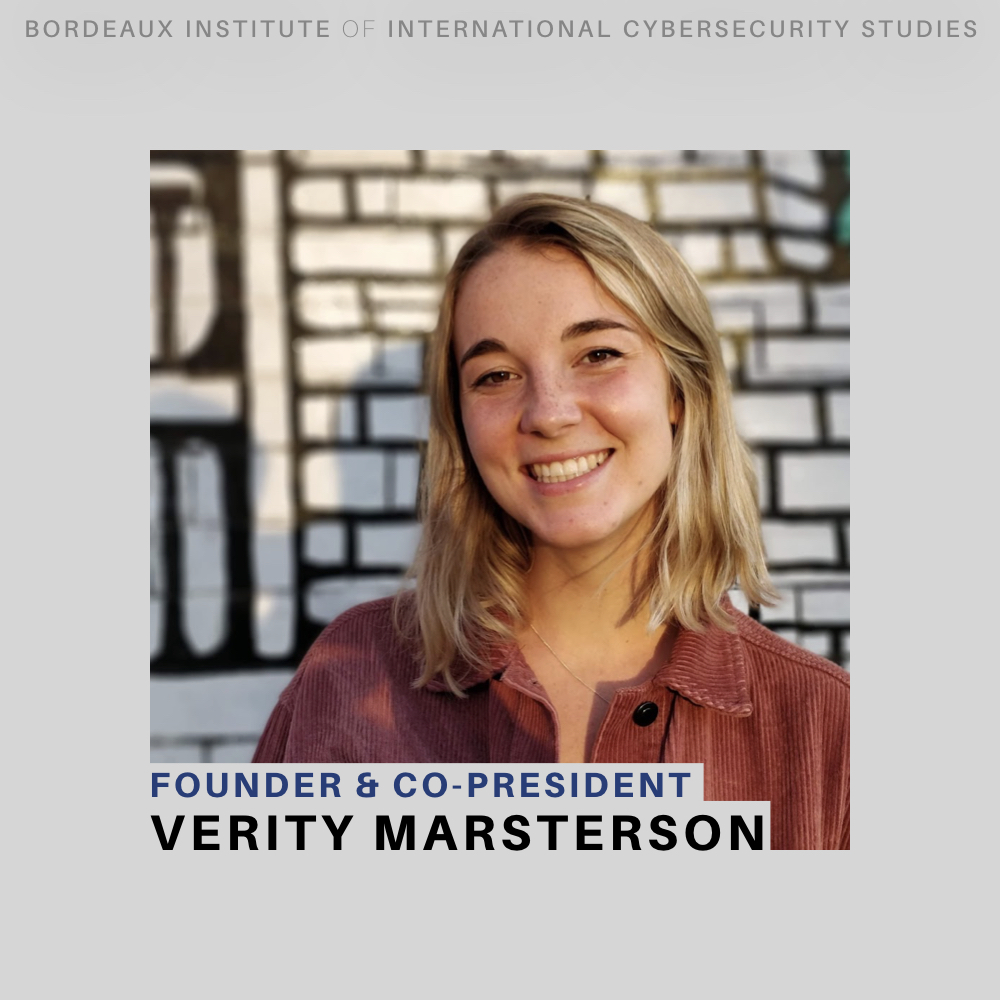 BORDEAUX INSTITUTE OF INTERNATIONAL CYBERSECURITY STUDIES
FOUNDER & CO-PRESIDENT
VERITY MARSTERSON